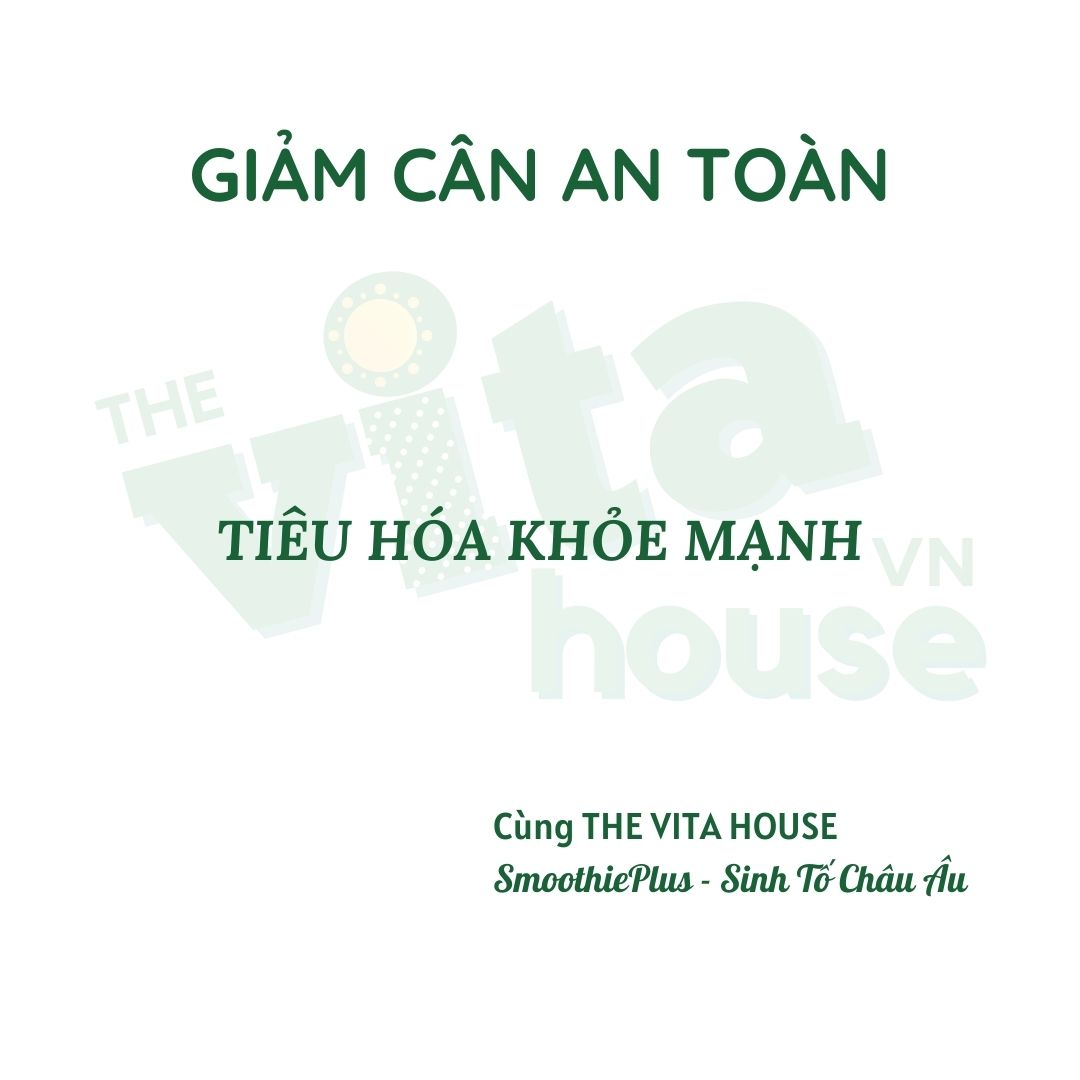 GIẢM CÂN AN TOÀN
THE
vita
TIÊU HÓA KHỎE MẠNH
VN
house
Cùng THE VITA HOUSE
SmoothiePlus - Sinh Tố Châu Âu